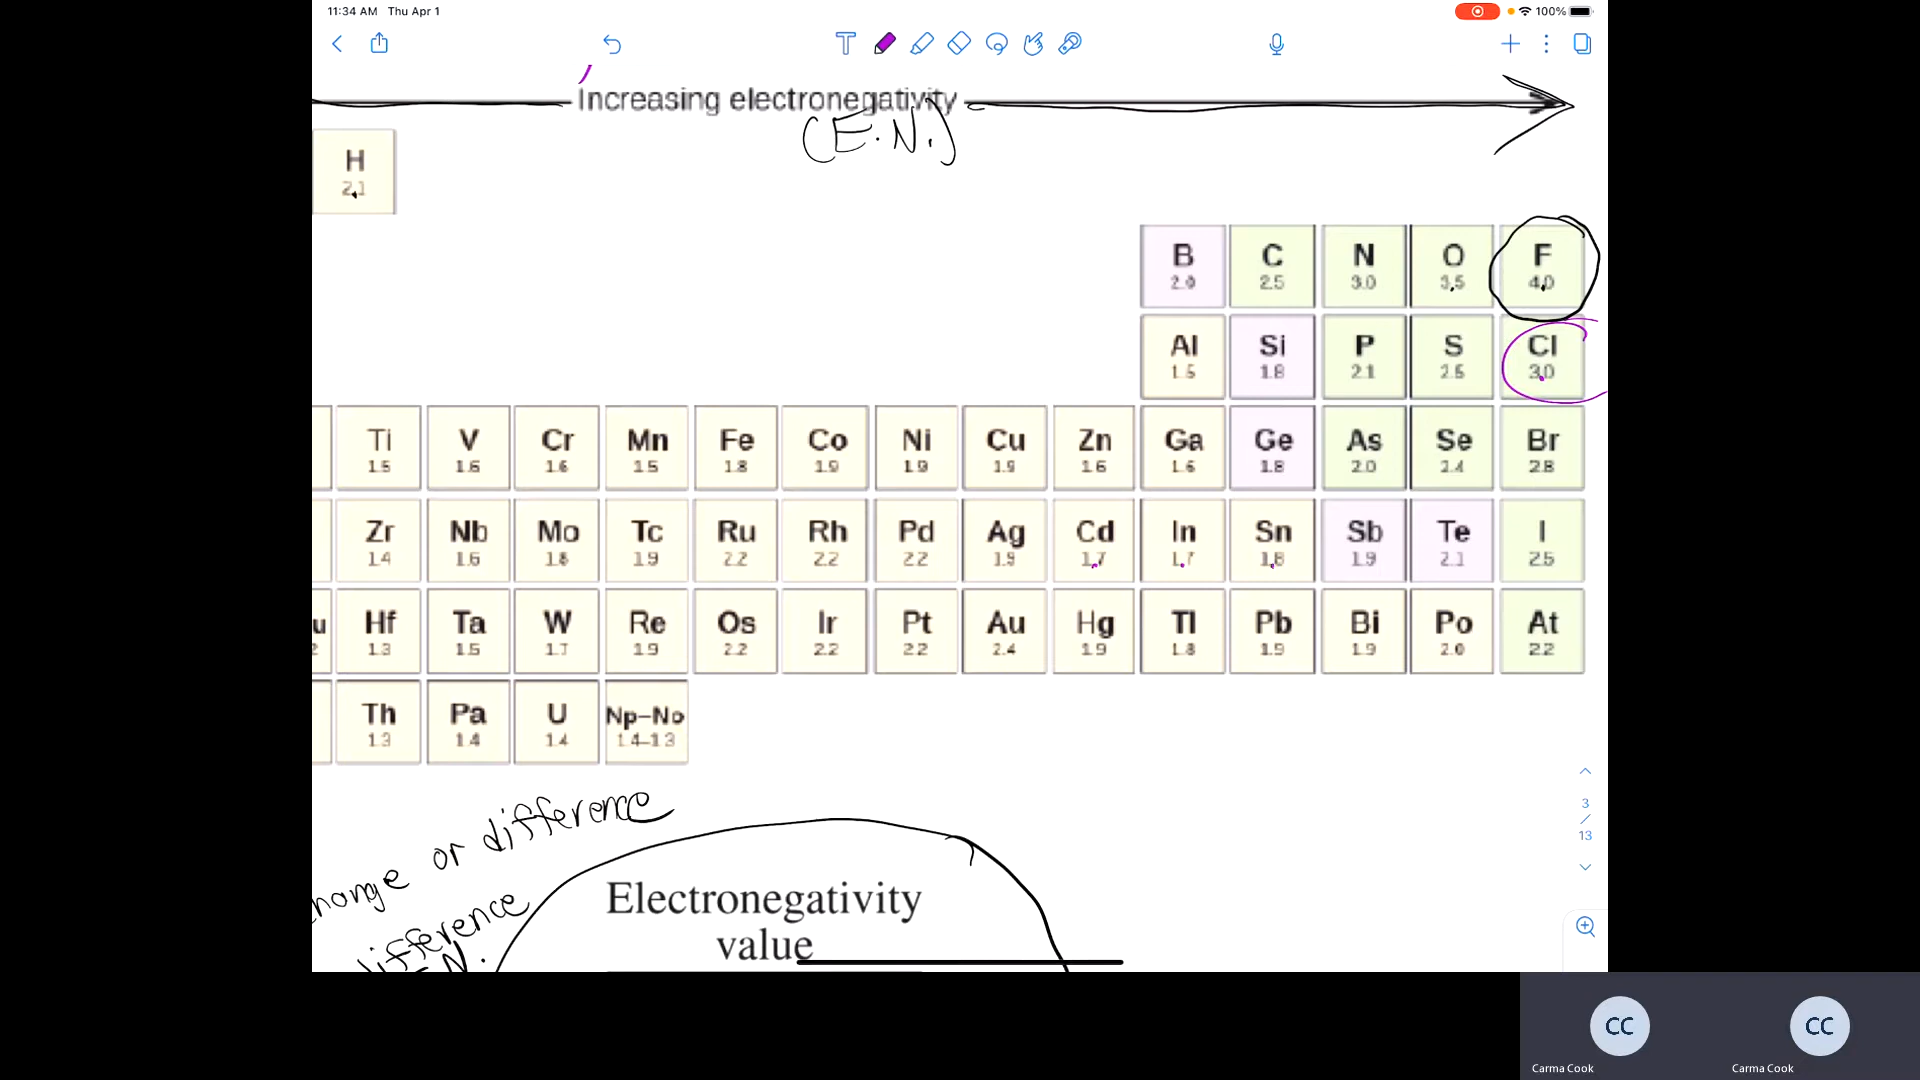 11:34 AM Thu Apr 1
100%
T
Increasing electronegativity
(E.N.)
H
2.1
B C N O F
2.0 2.5 3.0 3.5 4.0
Al Si P S Cl
1.5 1.8 2.1 2.5 3.0
Ti V Cr Mn Fe Co Ni Cu Zn Ga Ge As Se Br
1.5 1.6 1.6 1.5 1.8 1.9 1.9 1.9 1.6 1.6 1.8 2.0 2.4 2.8
Zr Nb Mo Tc Ru Rh Pd Ag Cd In Sn Sb Te I
1.4 1.6 1.8 1.9 2.2 2.2 2.2 1.9 1.7 1.7 1.8 1.9 2.1 2.5
u Hf Ta W Re Os Ir Pt Au Hg Tl Pb Bi Po At
2 1.3 1.5 1.7 1.9 2.2 2.2 2.2 2.4 1.9 1.8 1.9 1.9 2.0 2.2
Th Pa U Np–No
1.3 1.4 1.4 1.4–1.3
hange or difference
difference
E.N.
Electronegativity
value
3
/
13
CC CC
Carma Cook Carma Cook